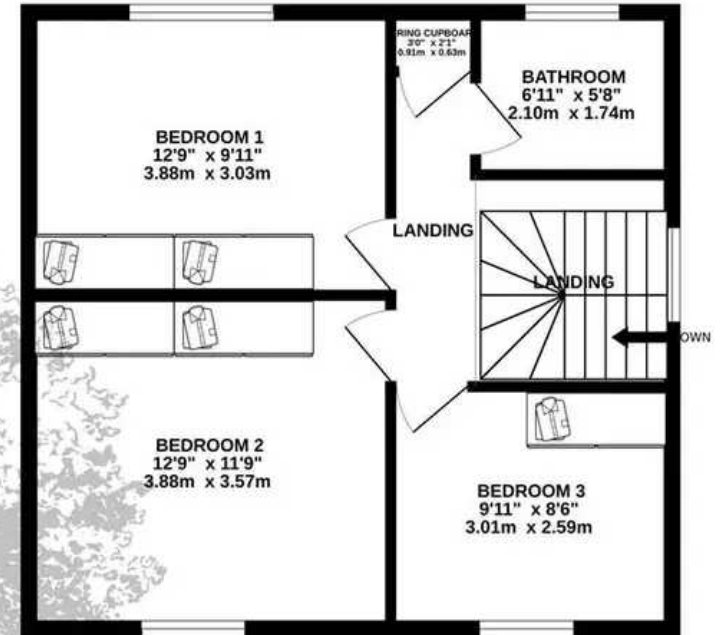 RING CUPBOAR
3'0" x 2'1"
0.91m x 0.63m
BATHROOM
6'11" x 5'8"
2.10m x 1.74m
BEDROOM 1
12'9" x 9'11"
3.88m x 3.03m
LANDING
LANDING
OWN
BEDROOM 2
12'9" x 11'9"
3.88m x 3.57m
BEDROOM 3
9'11" x 8'6"
3.01m x 2.59m